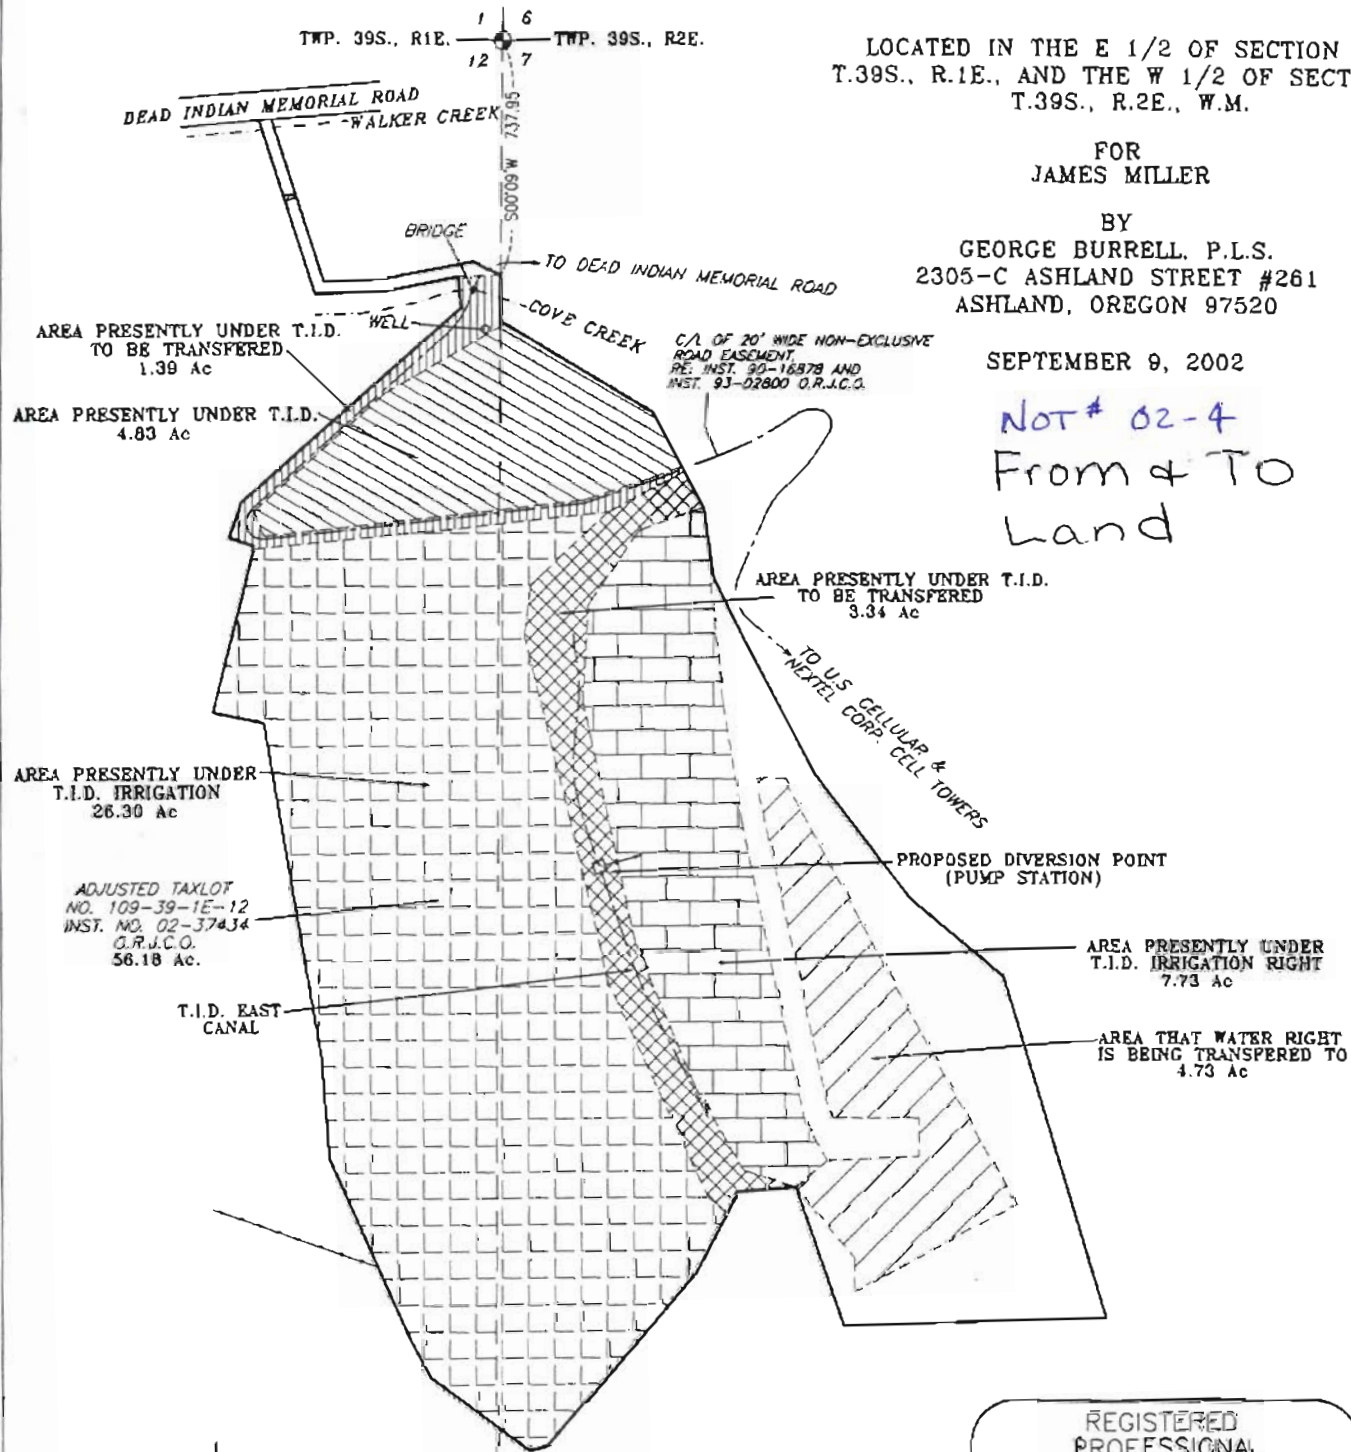 1 6
TWP. 39S., R1E. TWP. 39S., R2E.
12 7
S00°09'W 737.95
LOCATED IN THE E 1/2 OF SECTION
T.39S., R.1E., AND THE W 1/2 OF SECT
T.39S., R.2E., W.M.
FOR
JAMES MILLER
BY
GEORGE BURRELL, P.L.S.
2305-C ASHLAND STREET #261
ASHLAND, OREGON 97520
SEPTEMBER 9, 2002
NOT# 02-4
From & To
Land
DEAD INDIAN MEMORIAL ROAD
WALKER CREEK
BRIDGE
TO DEAD INDIAN MEMORIAL ROAD
WELL
COVE CREEK
AREA PRESENTLY UNDER T.I.D.
TO BE TRANSFERED
1.39 Ac
C/L OF 20' WIDE NON-EXCLUSIVE
ROAD EASEMENT,
RE: INST. 90-16878 AND
INST. 93-02800 O.R.J.C.O.
AREA PRESENTLY UNDER T.I.D.
4.83 Ac
AREA PRESENTLY UNDER T.I.D.
TO BE TRANSFERED
3.34 Ac
TO U.S CELLULAR &
NEXTEL CORP. CELL TOWERS
AREA PRESENTLY UNDER
T.I.D. IRRIGATION
26.30 Ac
PROPOSED DIVERSION POINT
(PUMP STATION)
ADJUSTED TAXLOT
NO. 109-39-1E-12
INST. NO. 02-37434
O.R.J.C.O.
56.18 Ac.
AREA PRESENTLY UNDER
T.I.D. IRRIGATION RIGHT
7.73 Ac
T.I.D. EAST
CANAL
AREA THAT WATER RIGHT
IS BEING TRANSFERED TO
4.73 Ac
REGISTERED
PROFESSIONAL